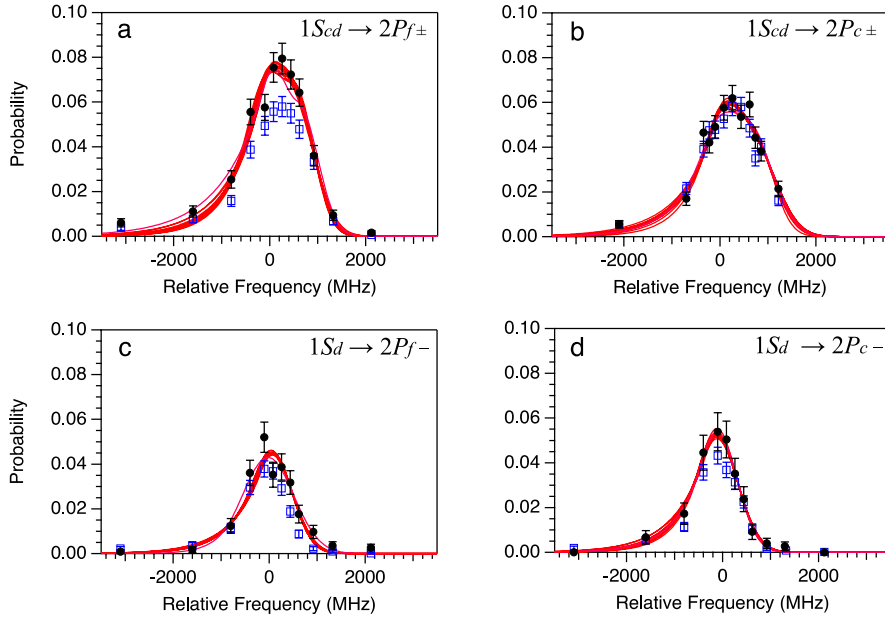 a
1Scd → 2Pf ±
Probability
0.10
0.08
0.06
0.04
0.02
0.00
-2000
0
2000
Relative Frequency (MHz)
b
1Scd → 2Pc ±
0.10
0.08
0.06
0.04
0.02
0.00
-2000
0
2000
Relative Frequency (MHz)
c
1Sd → 2Pf −
Probability
0.10
0.08
0.06
0.04
0.02
0.00
-2000
0
2000
Relative Frequency (MHz)
d
1Sd → 2Pc −
0.10
0.08
0.06
0.04
0.02
0.00
-2000
0
2000
Relative Frequency (MHz)